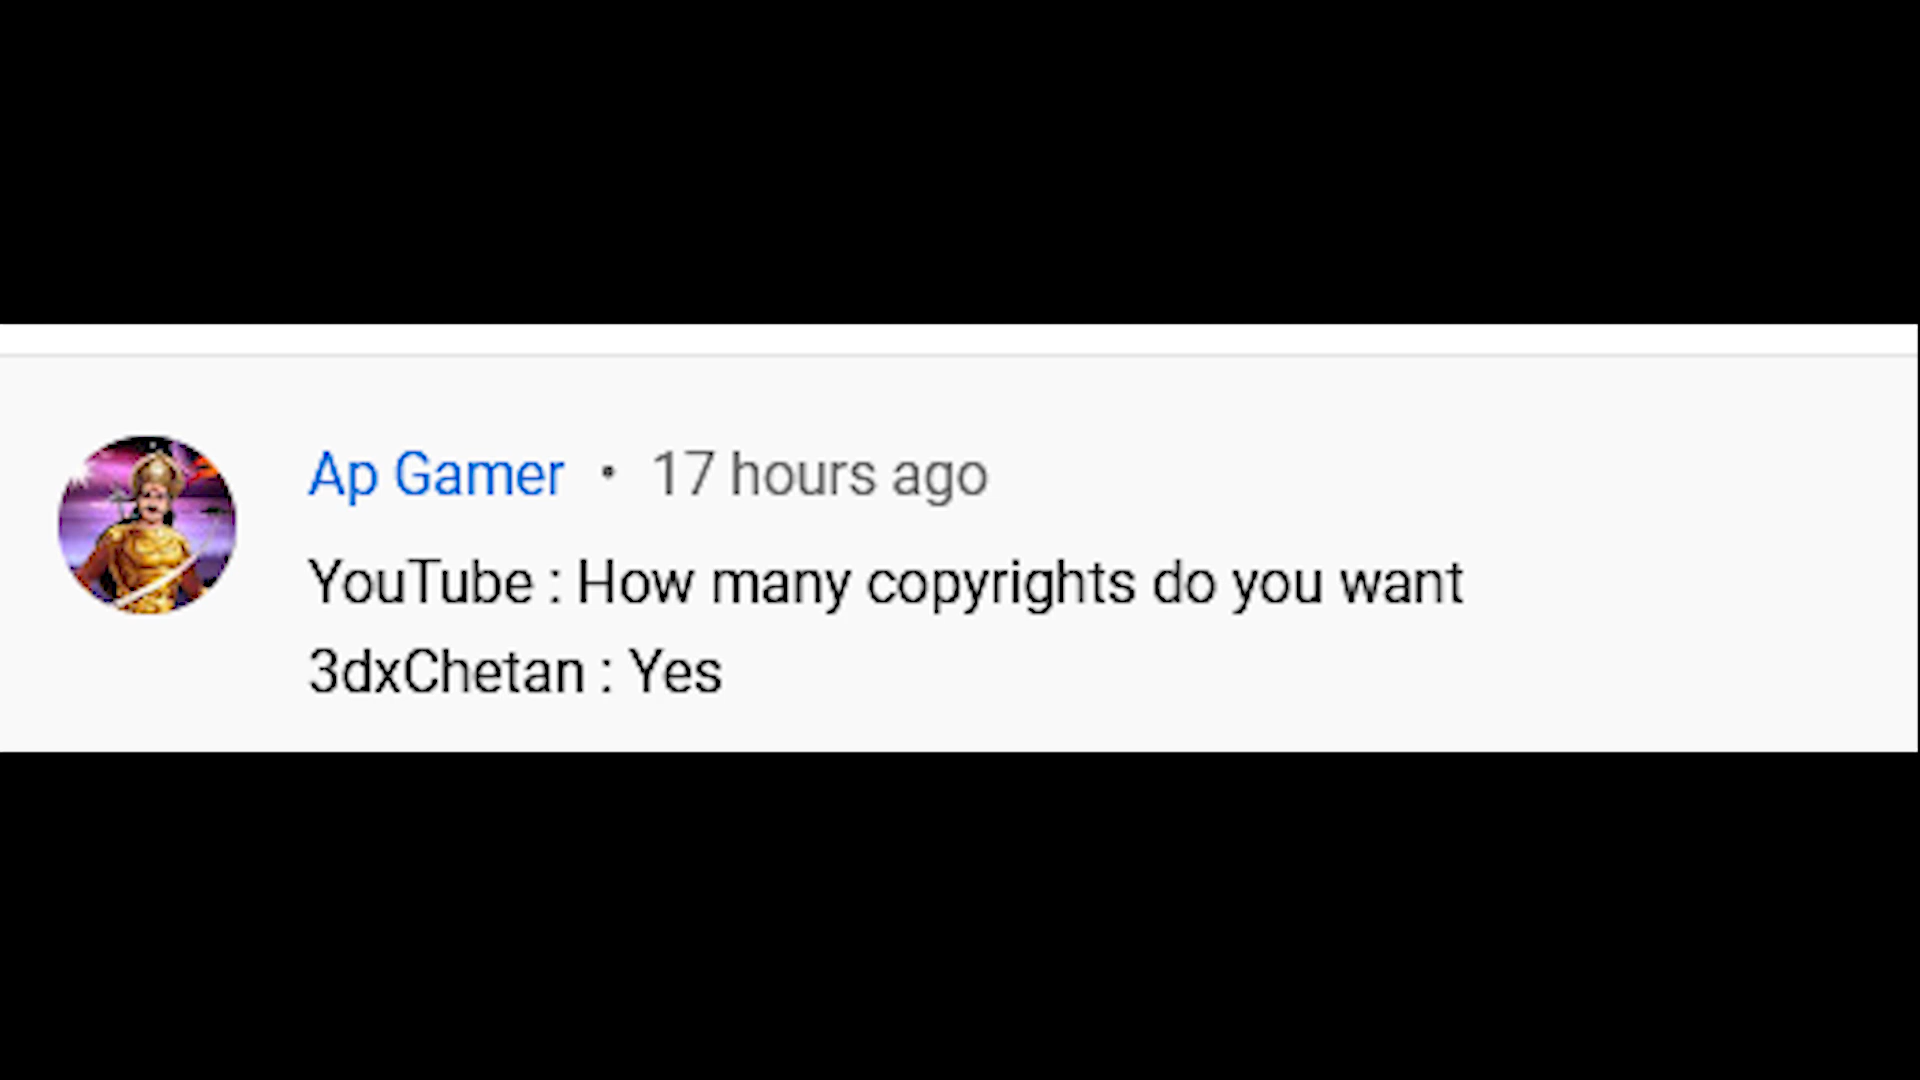 Ap Gamer • 17 hours ago
YouTube : How many copyrights do you want
3dxChetan : Yes